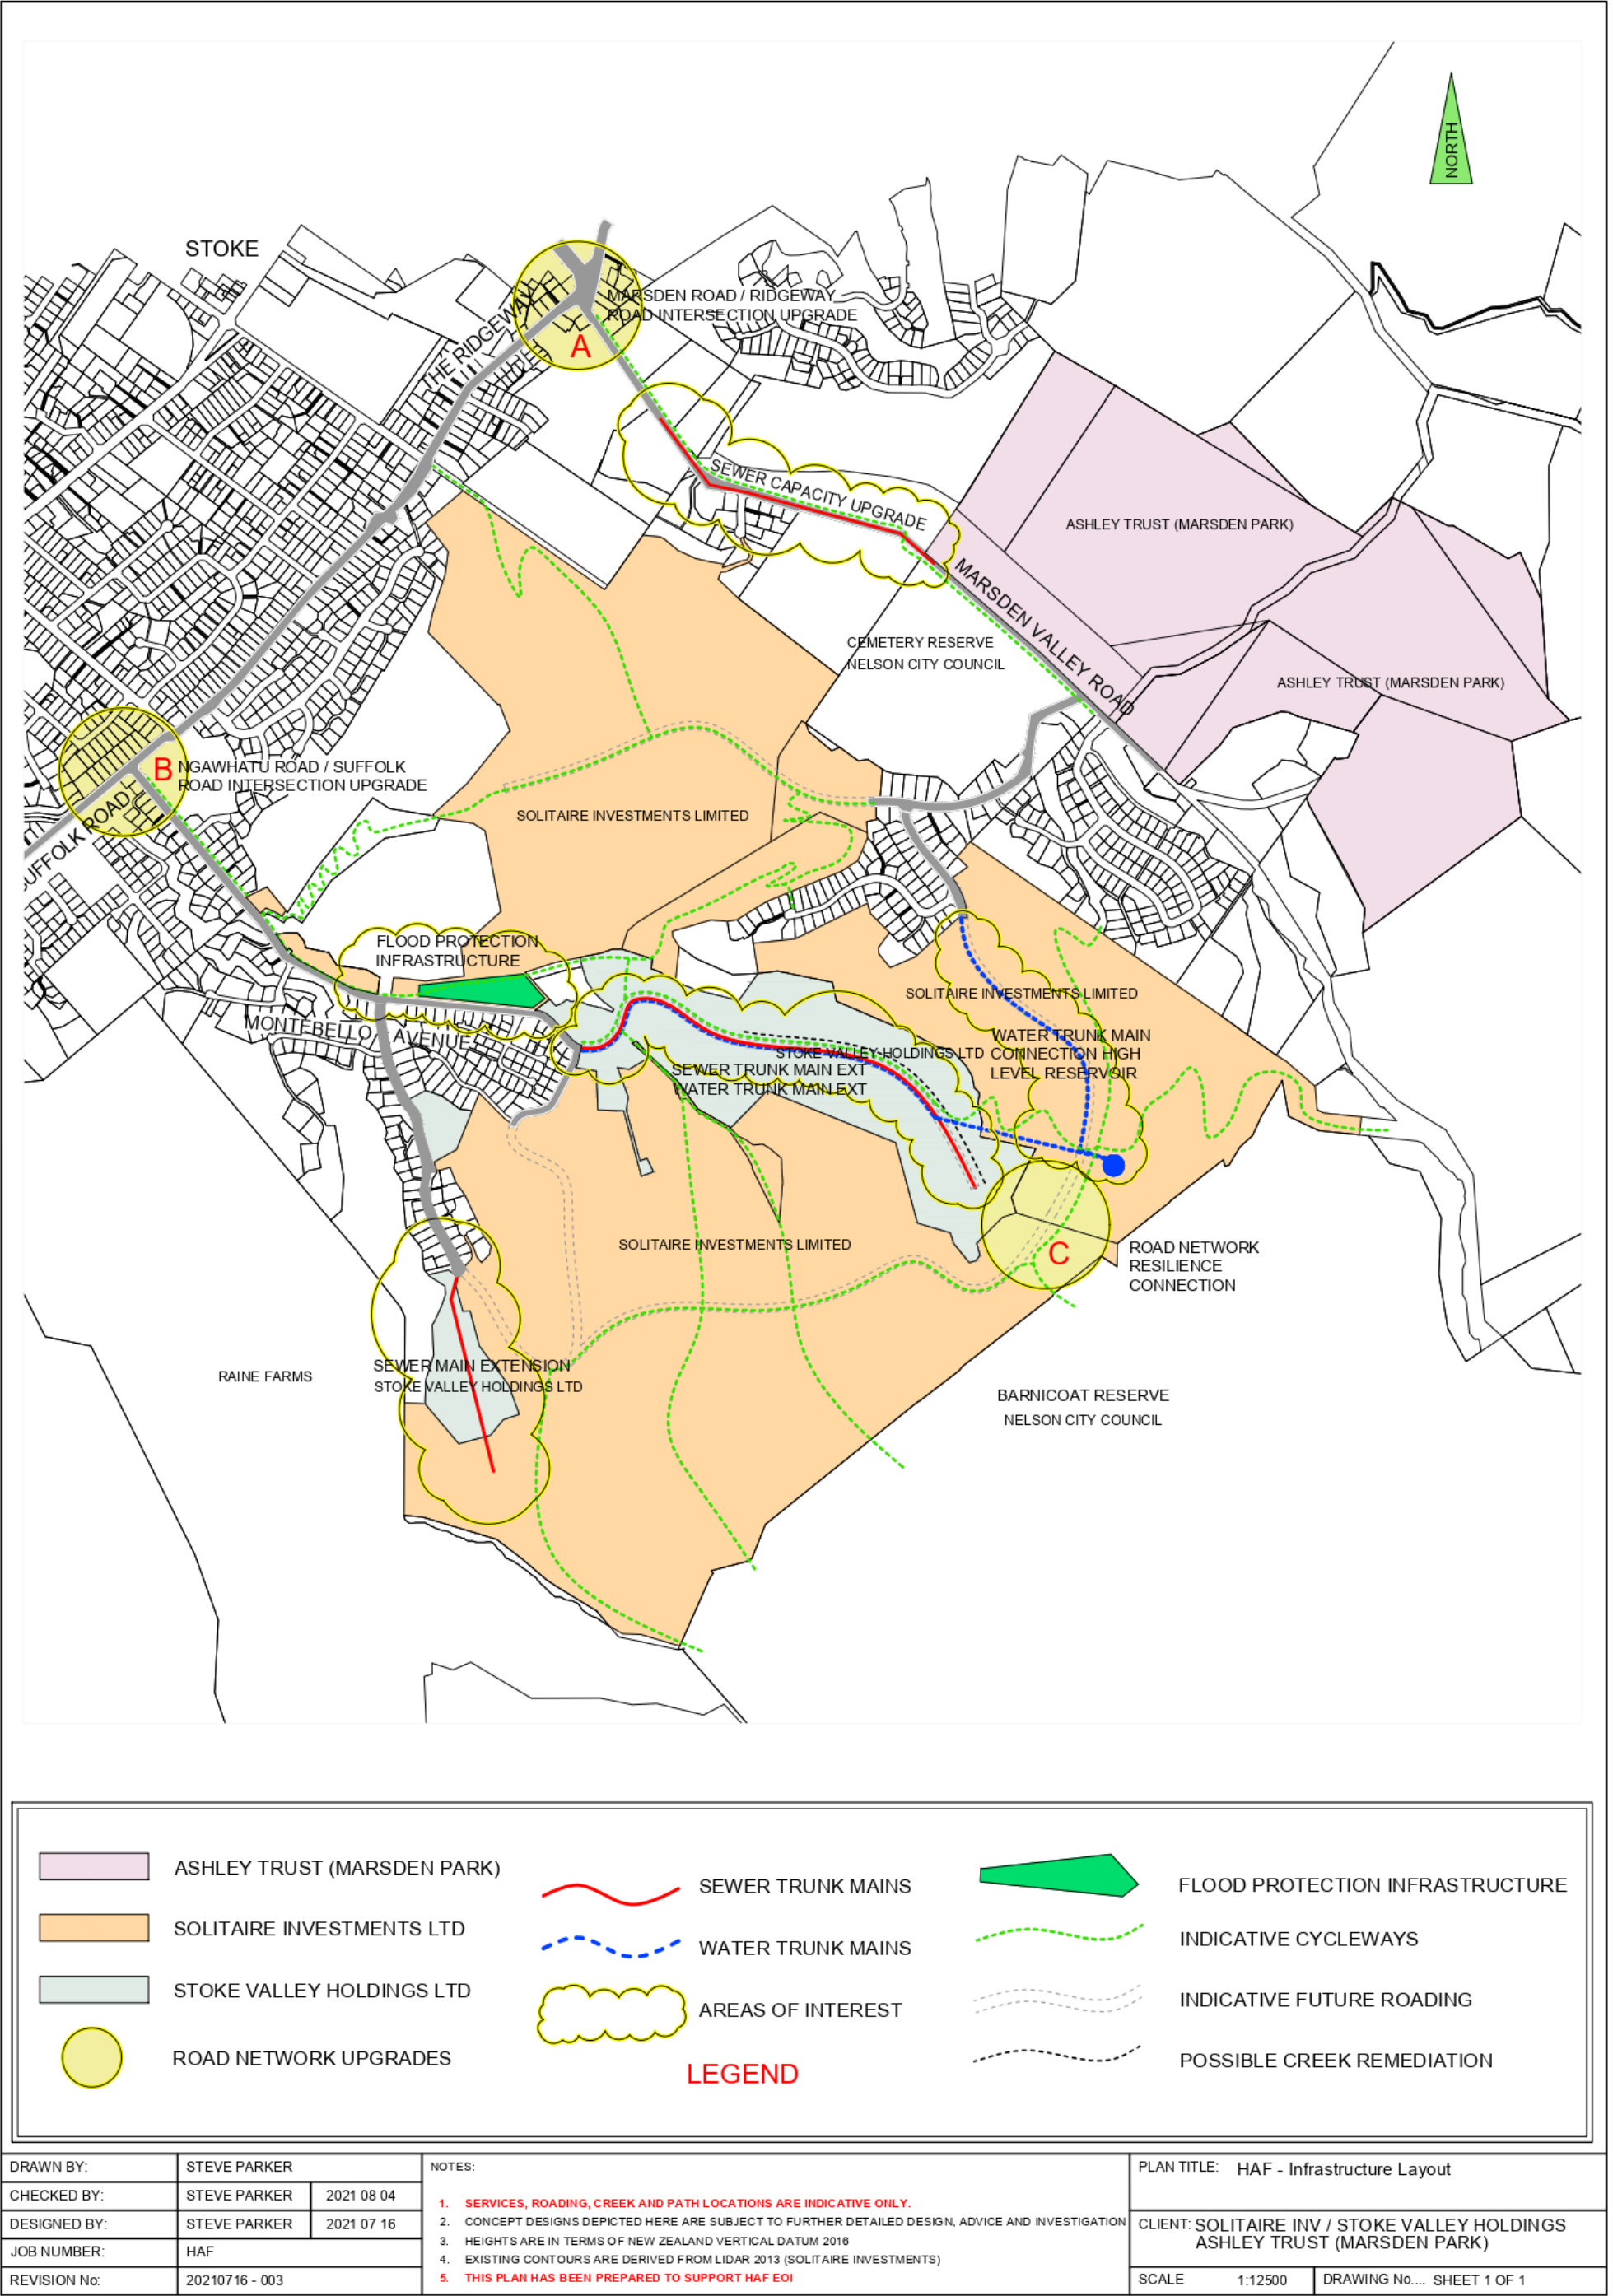 NORTH
STOKE
THE RIDGEWAY
MARSDEN ROAD / RIDGEWAY
ROAD INTERSECTION UPGRADE
A
SEWER CAPACITY UPGRADE
ASHLEY TRUST (MARSDEN PARK)
MARSDEN VALLEY ROAD
CEMETERY RESERVE
NELSON CITY COUNCIL
ASHLEY TRUST (MARSDEN PARK)
B
NGAWHATU ROAD / SUFFOLK
ROAD INTERSECTION UPGRADE
SUFFOLK ROAD
SOLITAIRE INVESTMENTS LIMITED
FLOOD PROTECTION
INFRASTRUCTURE
SOLITAIRE INVESTMENTS LIMITED
MONTEBELLO AVENUE
WATER TRUNK MAIN
CONNECTION HIGH
LEVEL RESERVOIR
STOKE VALLEY HOLDINGS LTD
SEWER TRUNK MAIN EXT
WATER TRUNK MAIN EXT
SOLITAIRE INVESTMENTS LIMITED
C
ROAD NETWORK
RESILIENCE
CONNECTION
RAINE FARMS
SEWER MAIN EXTENSION
STOKE VALLEY HOLDINGS LTD
BARNICOAT RESERVE
NELSON CITY COUNCIL
ASHLEY TRUST (MARSDEN PARK)
SOLITAIRE INVESTMENTS LTD
STOKE VALLEY HOLDINGS LTD
ROAD NETWORK UPGRADES
SEWER TRUNK MAINS
WATER TRUNK MAINS
AREAS OF INTEREST
LEGEND
FLOOD PROTECTION INFRASTRUCTURE
INDICATIVE CYCLEWAYS
INDICATIVE FUTURE ROADING
POSSIBLE CREEK REMEDIATION
DRAWN BY: STEVE PARKER
CHECKED BY: STEVE PARKER 2021 08 04
DESIGNED BY: STEVE PARKER 2021 07 16
JOB NUMBER: HAF
REVISION No: 20210716 - 003
NOTES:
1. SERVICES, ROADING, CREEK AND PATH LOCATIONS ARE INDICATIVE ONLY.
2. CONCEPT DESIGNS DEPICTED HERE ARE SUBJECT TO FURTHER DETAILED DESIGN, ADVICE AND INVESTIGATION
3. HEIGHTS ARE IN TERMS OF NEW ZEALAND VERTICAL DATUM 2016
4. EXISTING CONTOURS ARE DERIVED FROM LIDAR 2013 (SOLITAIRE INVESTMENTS)
5. THIS PLAN HAS BEEN PREPARED TO SUPPORT HAF EOI
PLAN TITLE: HAF - Infrastructure Layout
CLIENT: SOLITAIRE INV / STOKE VALLEY HOLDINGS
ASHLEY TRUST (MARSDEN PARK)
SCALE 1:12500 DRAWING No.... SHEET 1 OF 1